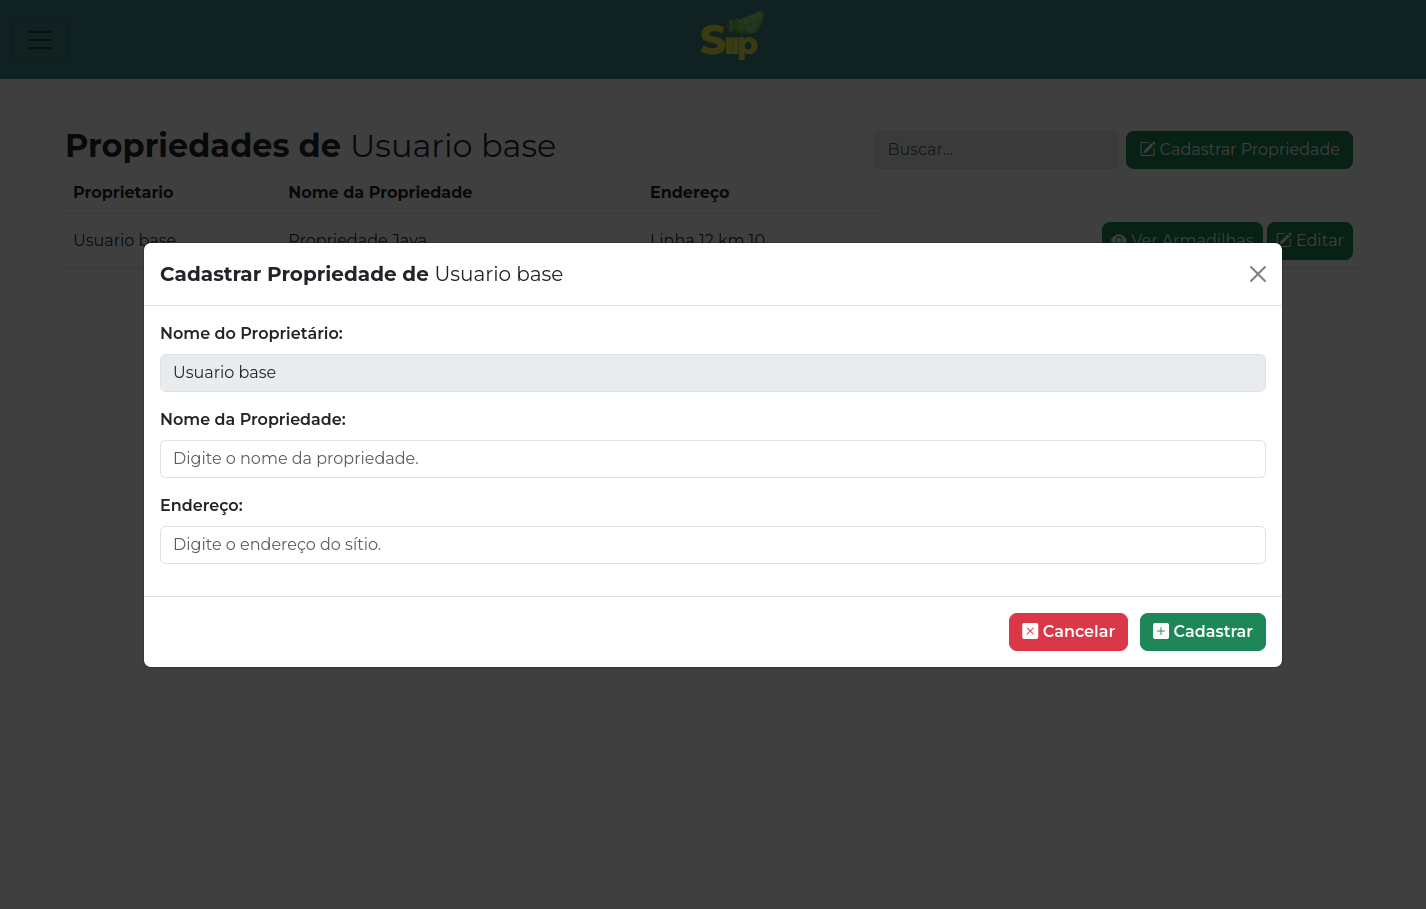 Siip
Propriedades de Usuario base
Buscar...
Cadastrar Propriedade
Proprietario Nome da Propriedade Endereço
Usuario base Propriedade Java Linha 12 km 10 Ver Armadilhas Editar
Cadastrar Propriedade de Usuario base
Nome do Proprietário:
Usuario base
Nome da Propriedade:
Digite o nome da propriedade.
Endereço:
Digite o endereço do sítio.
Cancelar Cadastrar